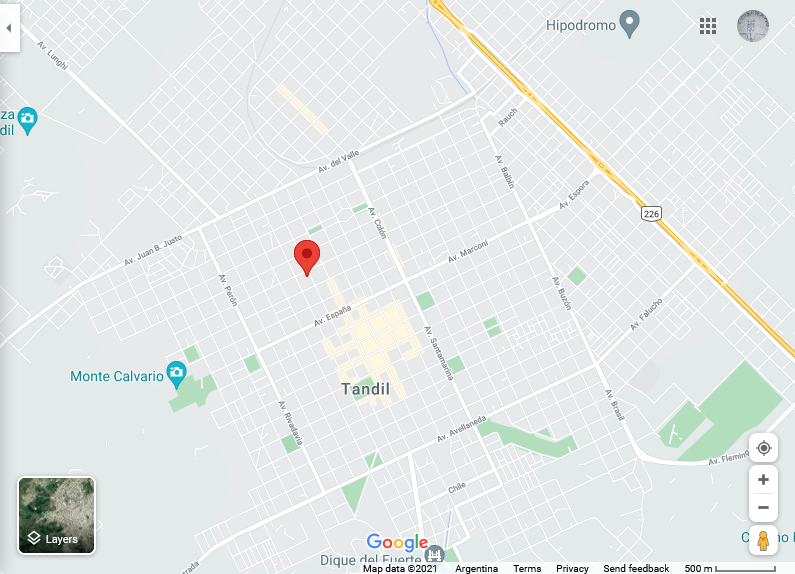 Hipodromo
Av. Lunghi
za
dil
Rauch
Av. del Valle
Av. Balbín
Av. Espora
226
Av. Colón
Av. Juan B. Justo
Av. Marconi
Av. Perón
Av. Buzón
Av. España
Av. Falucho
Av. Santamarina
Monte Calvario
Tandil
Av. Rivadavia
Av. Brasil
Av. Avellaneda
Av. Fleming
Chile
Layers
Google
Dique del Fuerte
Map data ©2021 Argentina Terms Privacy Send feedback 500 m